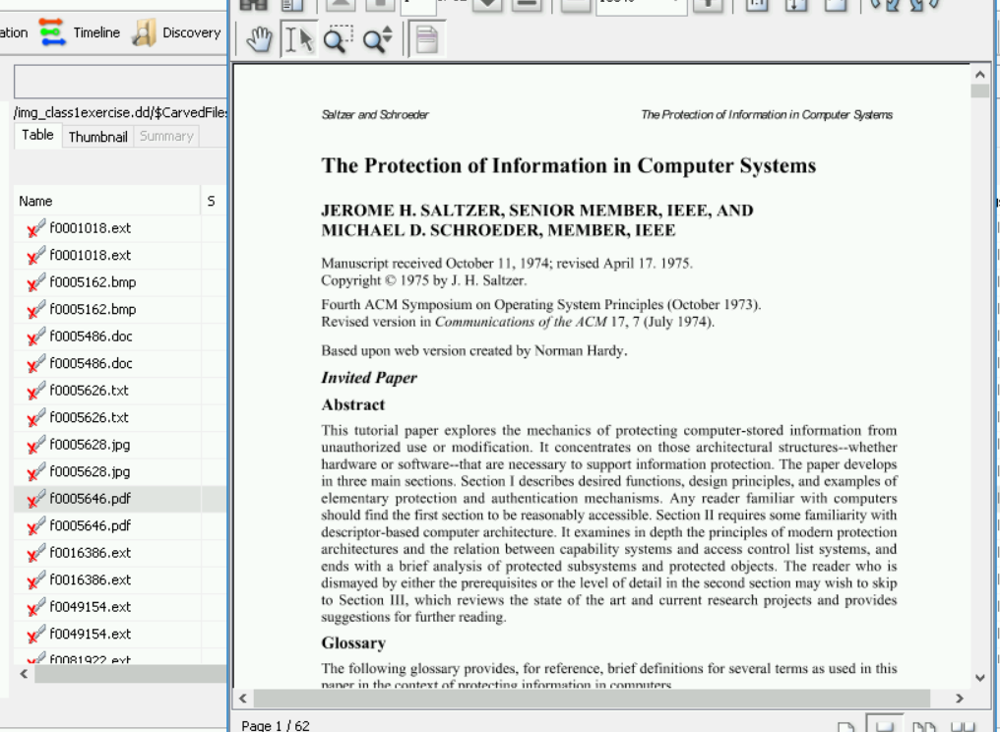 ation Timeline Discovery
/img_class1exercise.dd/$CarvedFiles
Table Thumbnail Summary
Name S
f0001018.ext
f0001018.ext
f0005162.bmp
f0005162.bmp
f0005486.doc
f0005486.doc
f0005626.txt
f0005626.txt
f0005628.jpg
f0005628.jpg
f0005646.pdf
f0005646.pdf
f0016386.ext
f0016386.ext
f0049154.ext
f0049154.ext
f0081922.ext
Saltzer and Schroeder The Protection of Information in Computer Systems
The Protection of Information in Computer Systems
JEROME H. SALTZER, SENIOR MEMBER, IEEE, AND
MICHAEL D. SCHROEDER, MEMBER, IEEE
Manuscript received October 11, 1974; revised April 17. 1975.
Copyright © 1975 by J. H. Saltzer.
Fourth ACM Symposium on Operating System Principles (October 1973).
Revised version in Communications of the ACM 17, 7 (July 1974).
Based upon web version created by Norman Hardy.
Invited Paper
Abstract
This tutorial paper explores the mechanics of protecting computer-stored information from
unauthorized use or modification. It concentrates on those architectural structures--whether
hardware or software--that are necessary to support information protection. The paper develops
in three main sections. Section I describes desired functions, design principles, and examples of
elementary protection and authentication mechanisms. Any reader familiar with computers
should find the first section to be reasonably accessible. Section II requires some familiarity with
descriptor-based computer architecture. It examines in depth the principles of modern protection
architectures and the relation between capability systems and access control list systems, and
ends with a brief analysis of protected subsystems and protected objects. The reader who is
dismayed by either the prerequisites or the level of detail in the second section may wish to skip
to Section III, which reviews the state of the art and current research projects and provides
suggestions for further reading.
Glossary
The following glossary provides, for reference, brief definitions for several terms as used in this
paper in the context of protecting information in computers.
Page 1 / 62